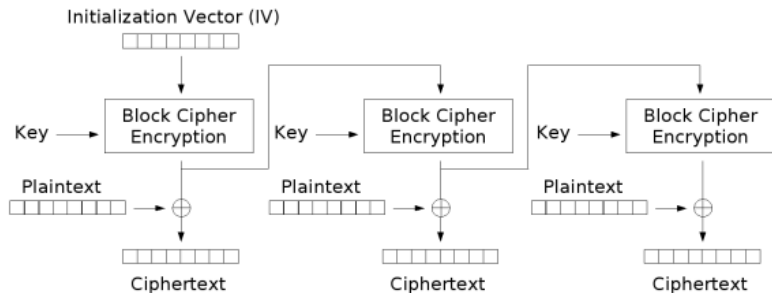 Initialization Vector (IV)
Key
Block Cipher
Encryption
Key
Block Cipher
Encryption
Key
Block Cipher
Encryption
Plaintext
Plaintext
Plaintext
Ciphertext
Ciphertext
Ciphertext